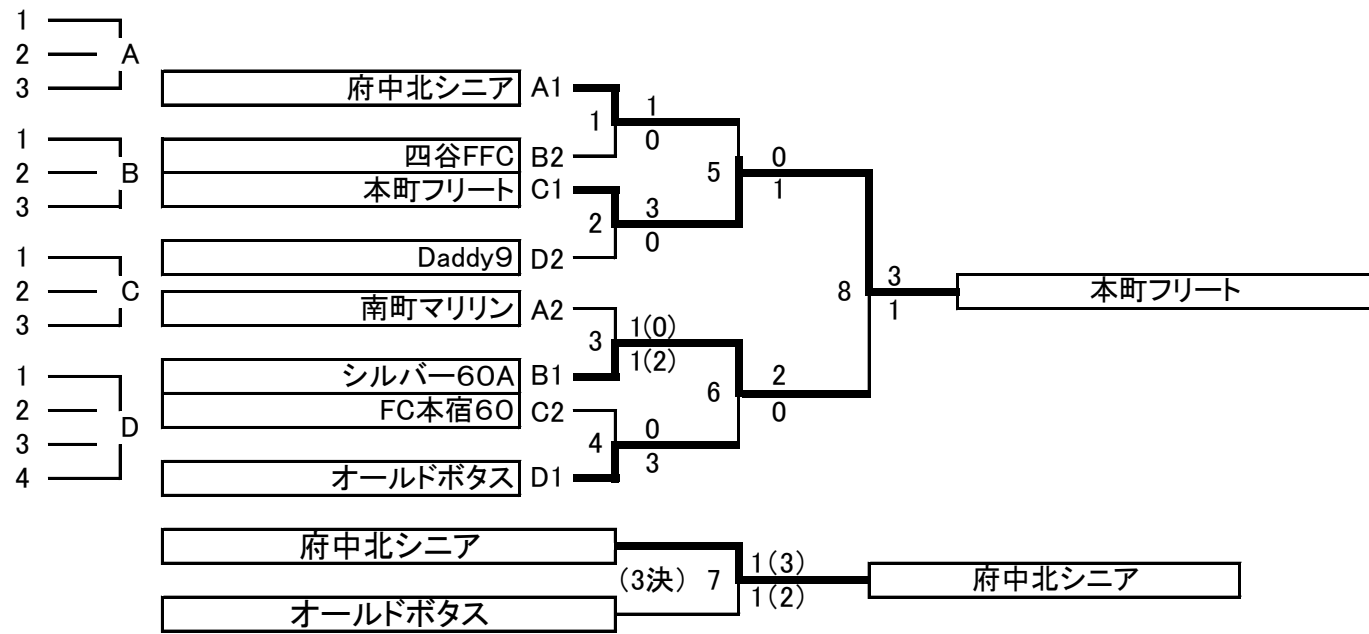 1
2 A
3
府中北シニア A1
1 1
0
1
2 B
3
四谷FFC B2
本町フリート C1
5 0
1
2 3
0
1
2 C
3
Daddy9 D2
南町マリリン A2
8 3
1
本町フリート
3 1(0)
1(2)
1
2
3 D
4
シルバー60A B1
FC本宿60 C2
6 2
0
4 0
3
オールドボタス D1
府中北シニア
(3決) 7 1(3)
1(2)
府中北シニア
オールドボタス